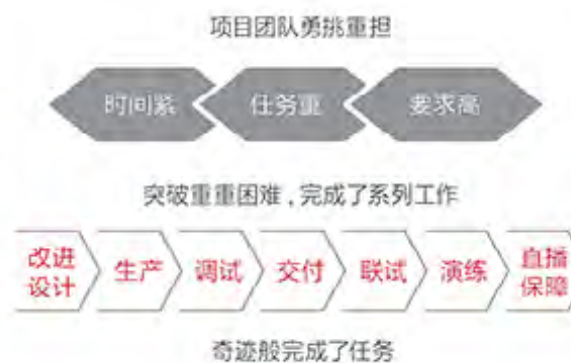 项目团队勇挑重担
时间紧
任务重
要求高
突破重重困难，完成了系列工作
改进
设计
生产
调试
交付
联试
演练
直播
保障
奇迹般完成了任务